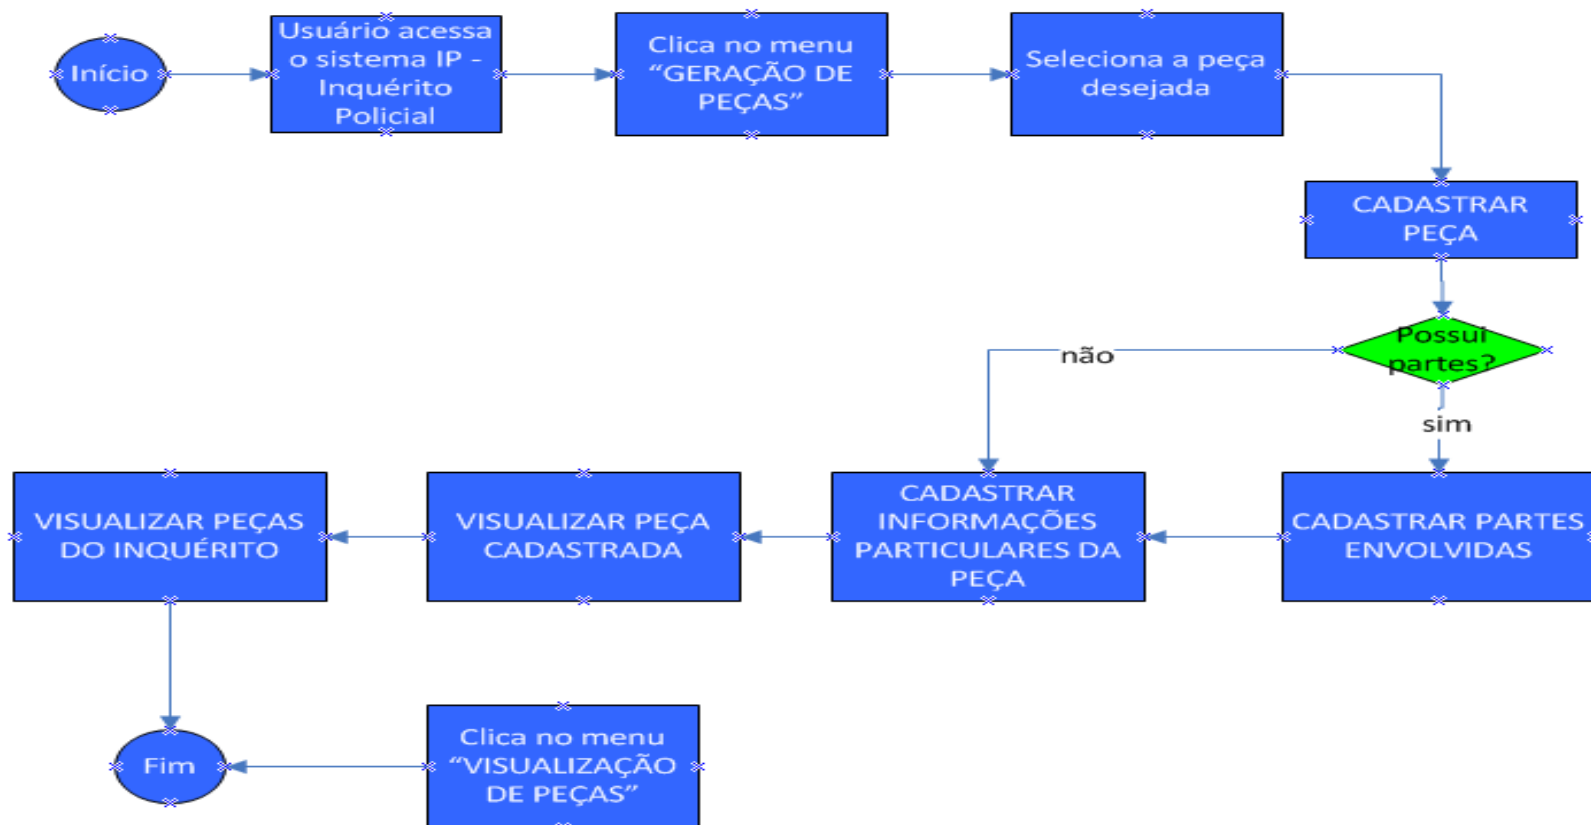 Início
Usuário acessa
o sistema IP -
Inquérito
Policial
Clica no menu
“GERAÇÃO DE
PEÇAS”
Seleciona a peça
desejada
CADASTRAR
PEÇA
Possui
partes?
não
sim
VISUALIZAR PEÇAS
DO INQUÉRITO
VISUALIZAR PEÇA
CADASTRADA
CADASTRAR
INFORMAÇÕES
PARTICULARES DA
PEÇA
CADASTRAR PARTES
ENVOLVIDAS
Fim
Clica no menu
“VISUALIZAÇÃO
DE PEÇAS”